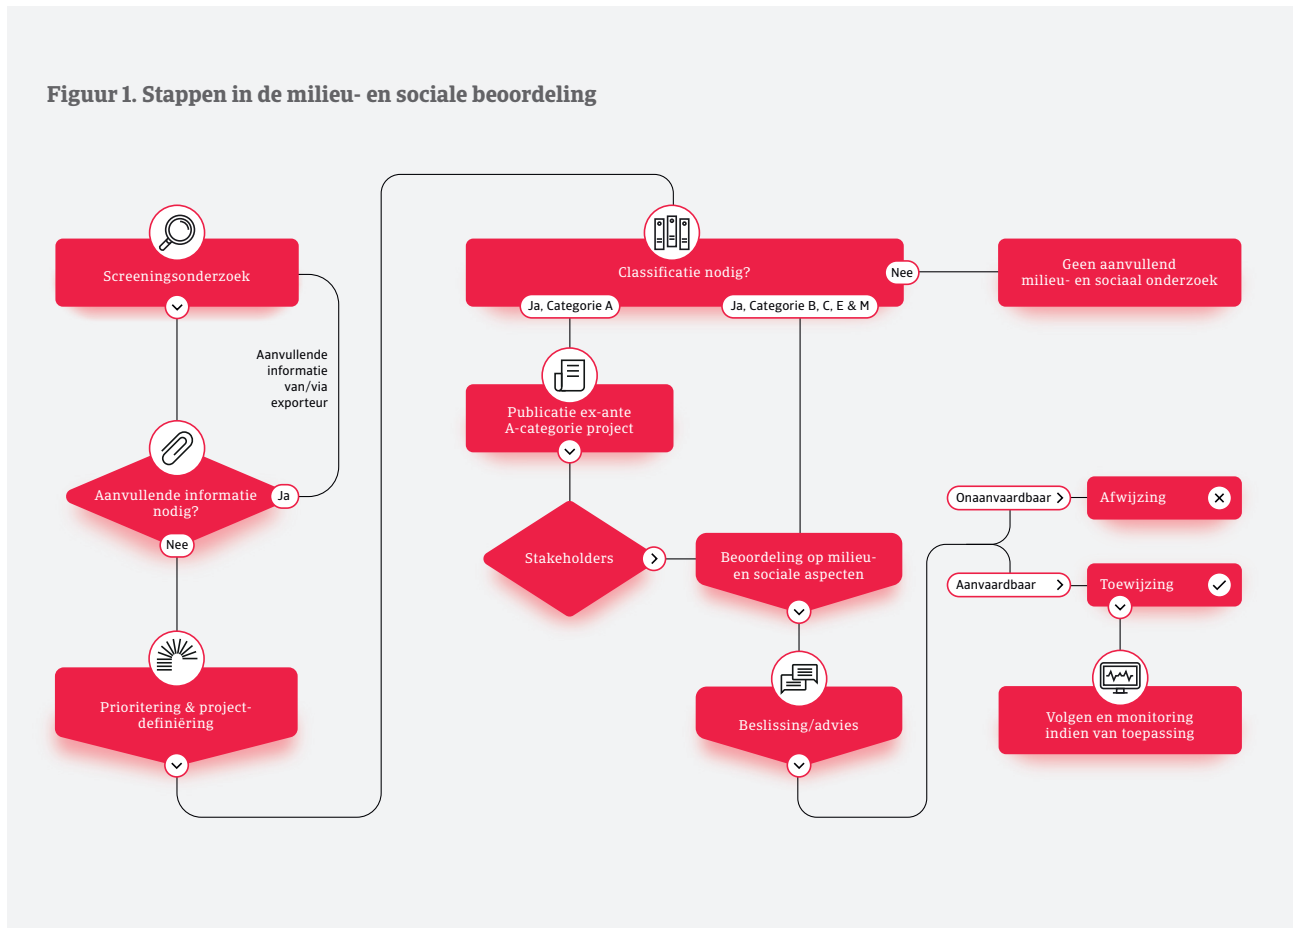 Figuur 1. Stappen in de milieu- en sociale beoordeling
Screeningsonderzoek
Aanvullende
informatie
van/via
exporteur
Aanvullende informatie
nodig?
Ja
Nee
Prioritering & project-
definiëring
Classificatie nodig?
Nee
Geen aanvullend
milieu- en sociaal onderzoek
Ja, Categorie A
Ja, Categorie B, C, E & M
Publicatie ex-ante
A-categorie project
Stakeholders
Beoordeling op milieu-
en sociale aspecten
Beslissing/advies
Onaanvaardbaar
Afwijzing
Aanvaardbaar
Toewijzing
Volgen en monitoring
indien van toepassing